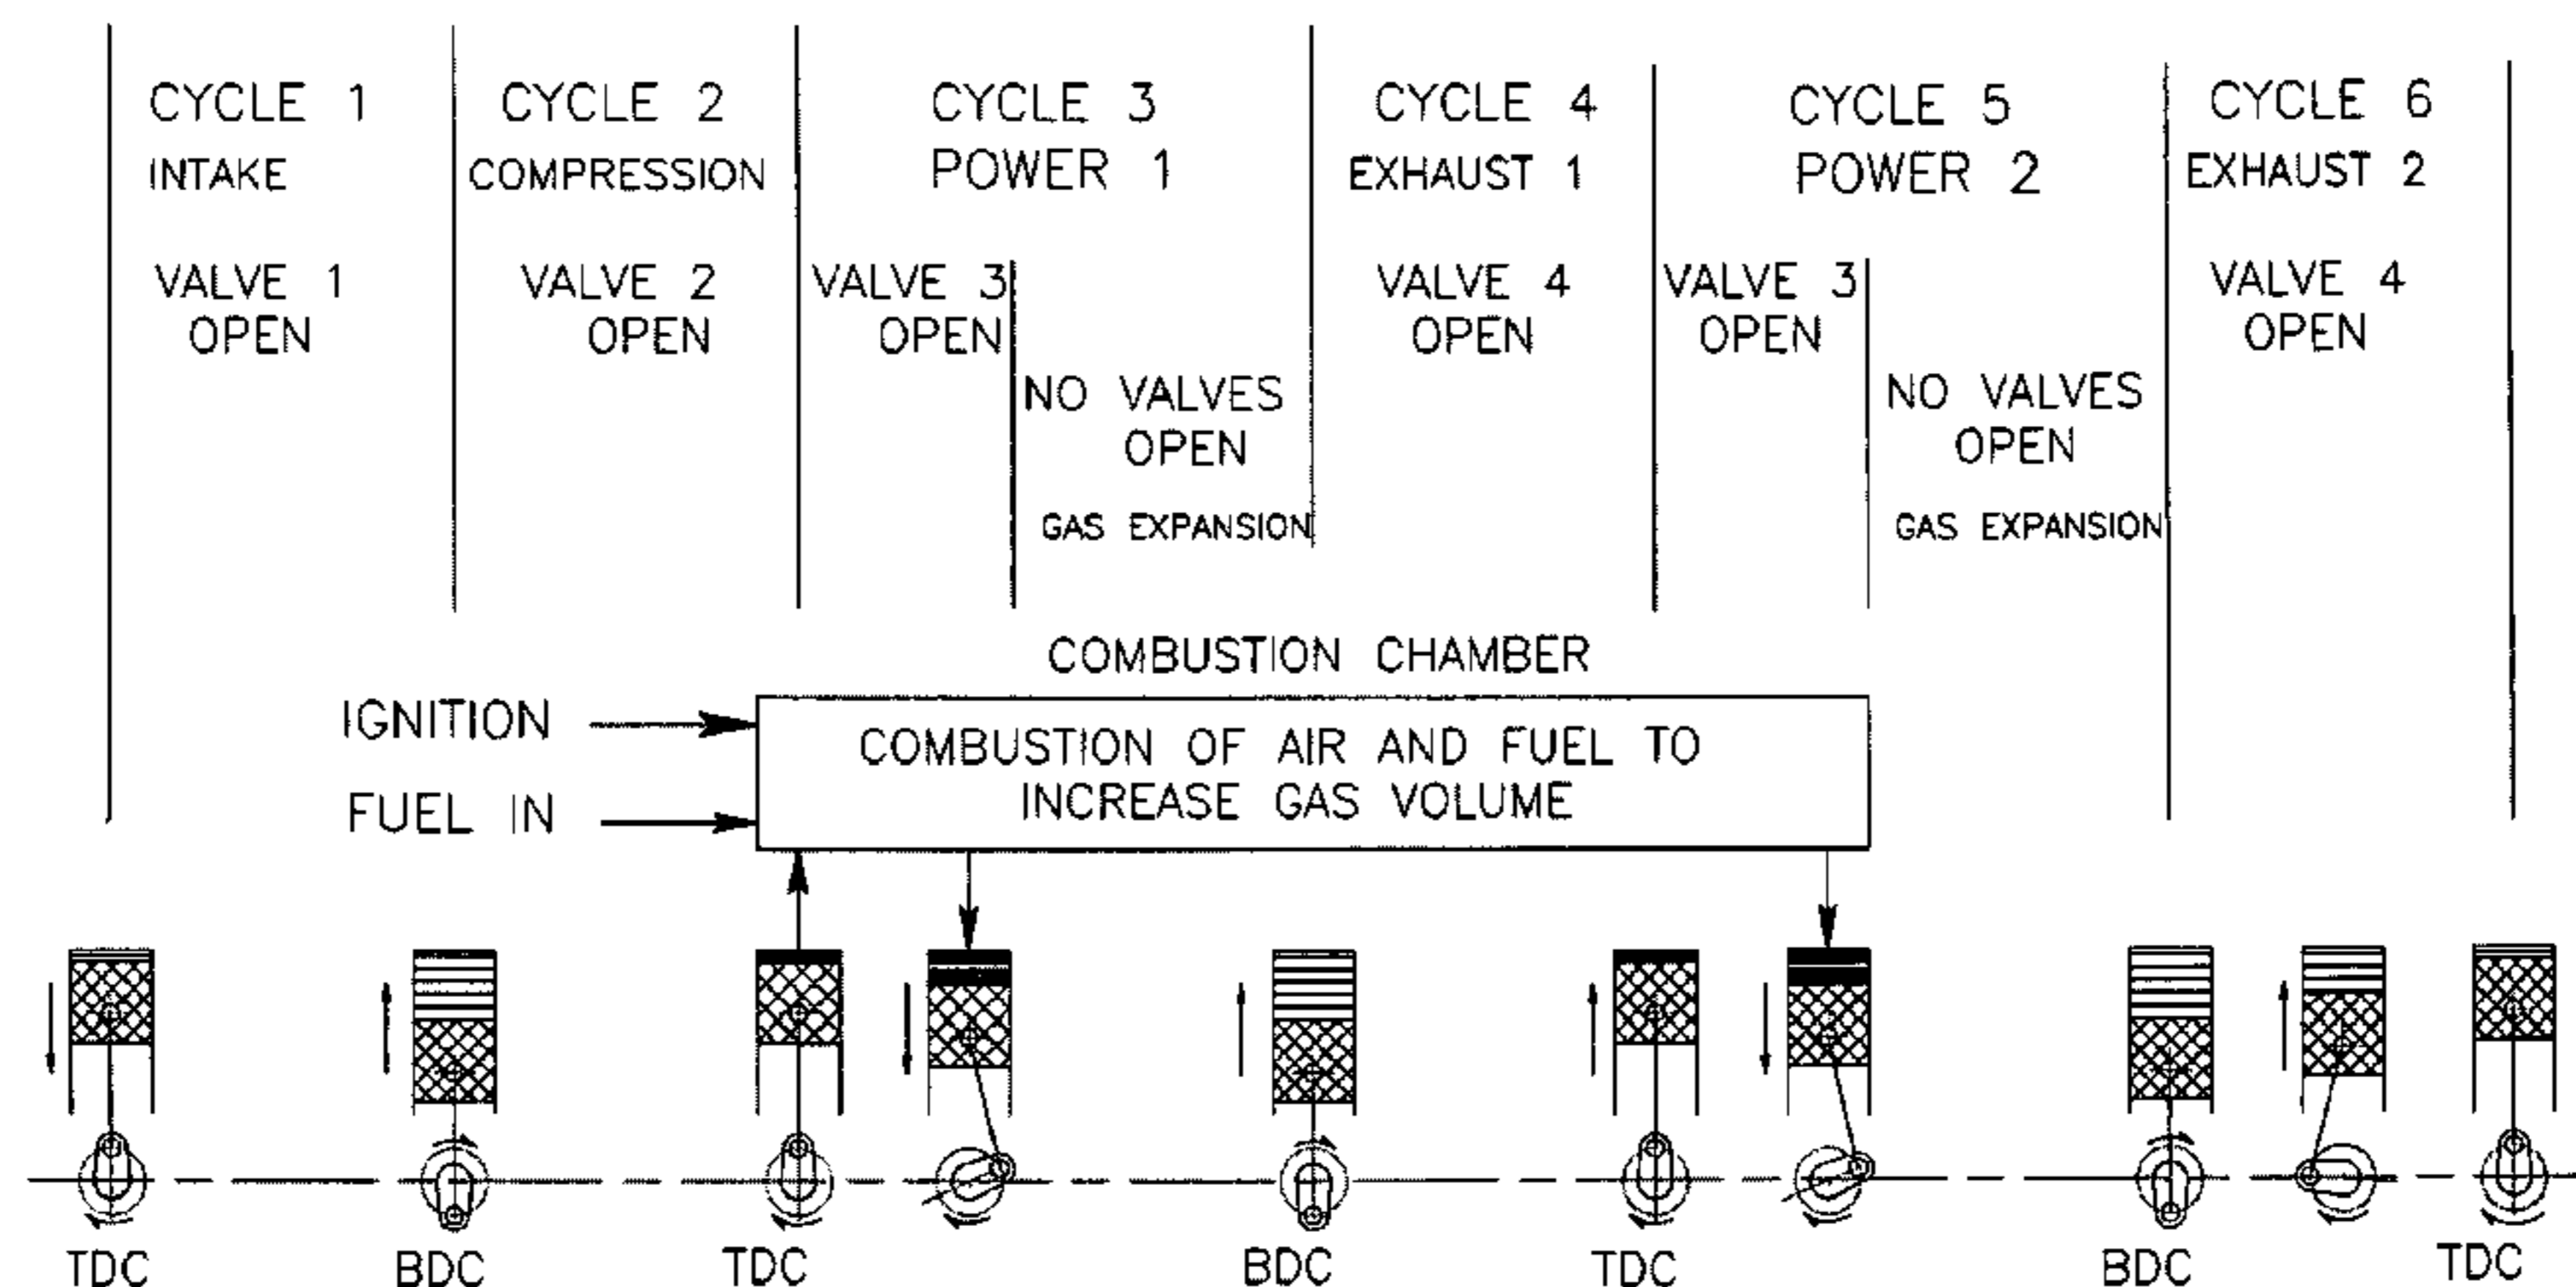 CYCLE 1
INTAKE
VALVE 1
OPEN
CYCLE 2
COMPRESSION
VALVE 2
OPEN
CYCLE 3
POWER 1
VALVE 3
OPEN
NO VALVES
OPEN
GAS EXPANSION
CYCLE 4
EXHAUST 1
VALVE 4
OPEN
CYCLE 5
POWER 2
VALVE 3
OPEN
NO VALVES
OPEN
GAS EXPANSION
CYCLE 6
EXHAUST 2
VALVE 4
OPEN
COMBUSTION CHAMBER
IGNITION
FUEL IN
COMBUSTION OF AIR AND FUEL TO
INCREASE GAS VOLUME
TDC
BDC
TDC
BDC
TDC
BDC
TDC